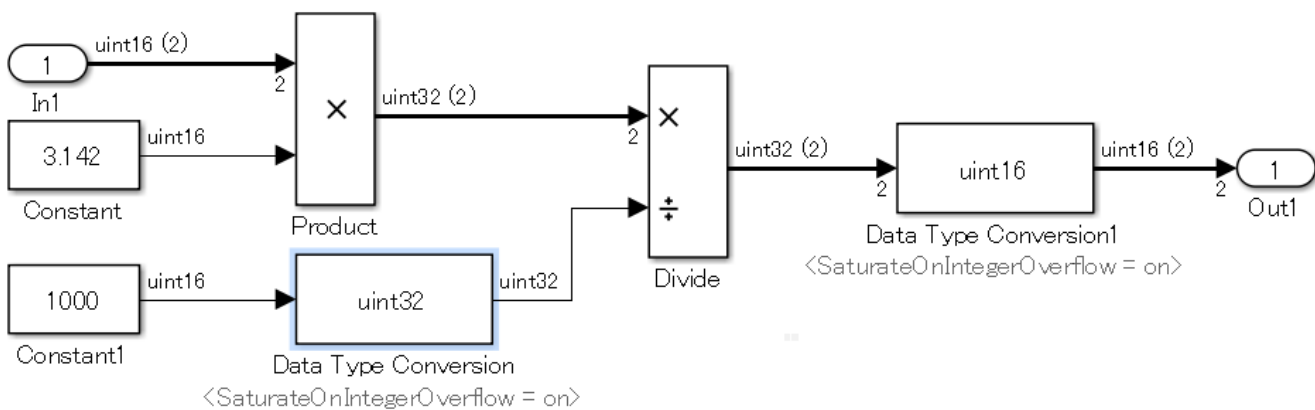 uint16 (2)
1
2
In1
×
uint32 (2)
2
×
3.142
uint16
Constant
Product
÷
uint32 (2)
2
uint16
uint16 (2)
2
1
Out1
Data Type Conversion1
<SaturateOnIntegerOverflow = on>
Divide
1000
uint16
uint32
uint32
Constant1
Data Type Conversion
<SaturateOnIntegerOverflow = on>